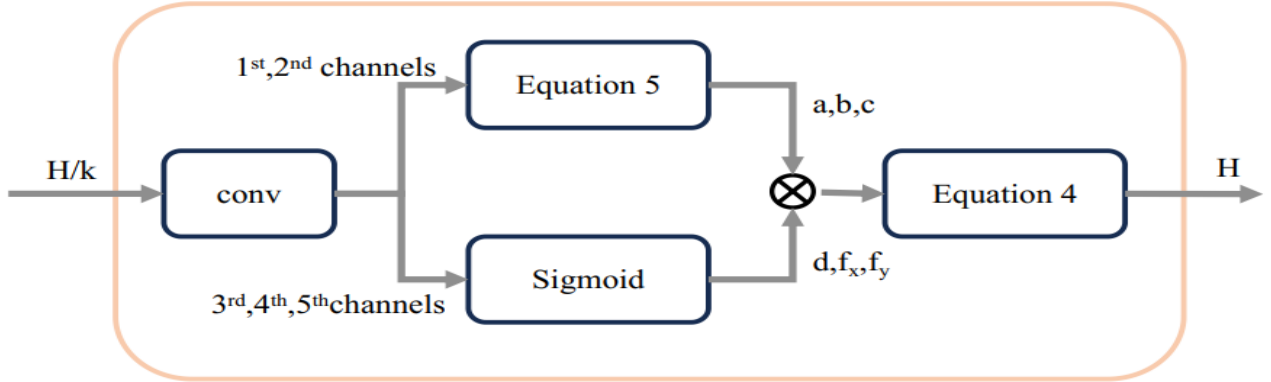 1st,2nd channels
Equation 5
a,b,c
H/k
conv
Equation 4
H
Sigmoid
d,fx,fy
3rd,4th,5thchannels